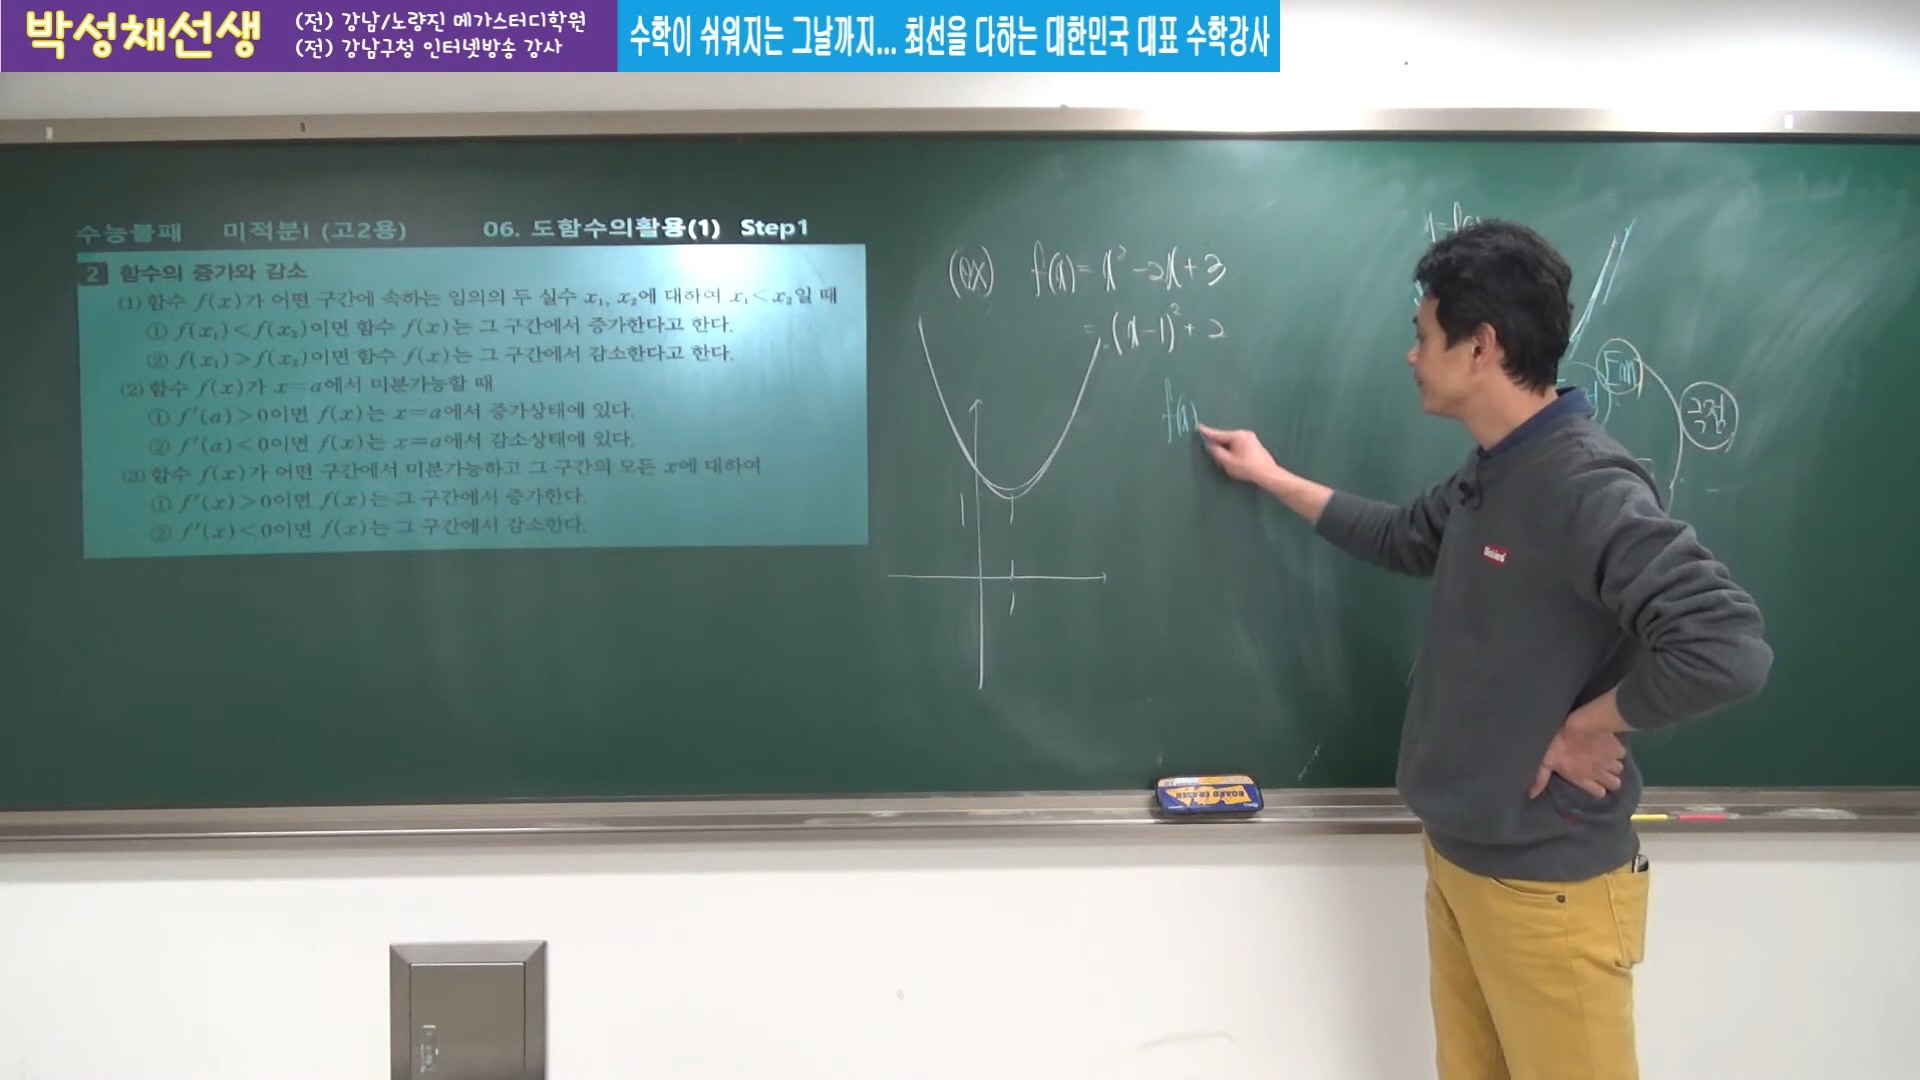 박성채선생
(전) 강남/노량진 메가스터디학원
(전) 강남구청 인터넷방송 강사
수학이 쉬워지는 그날까지... 최선을 다하는 대한민국 대표 수학강사
수능불패 미적분I (고2용) 06. 도함수의활용(1) Step1
2 함수의 증가와 감소
(1) 함수 f(x)가 어떤 구간에 속하는 임의의 두 실수 x₁, x₂에 대하여 x₁<x₂일 때
① f(x₁)<f(x₂)이면 함수 f(x)는 그 구간에서 증가한다고 한다.
② f(x₁)>f(x₂)이면 함수 f(x)는 그 구간에서 감소한다고 한다.
(2) 함수 f(x)가 x=a에서 미분가능할 때
① f′(a)>0이면 f(x)는 x=a에서 증가상태에 있다.
② f′(a)<0이면 f(x)는 x=a에서 감소상태에 있다.
(3) 함수 f(x)가 어떤 구간에서 미분가능하고 그 구간의 모든 x에 대하여
① f′(x)>0이면 f(x)는 그 구간에서 증가한다.
② f′(x)<0이면 f(x)는 그 구간에서 감소한다.
(ex) f(x)=x²-2x+3
=(x-1)²+2
f(x)
1
극점
BOARD ERASER